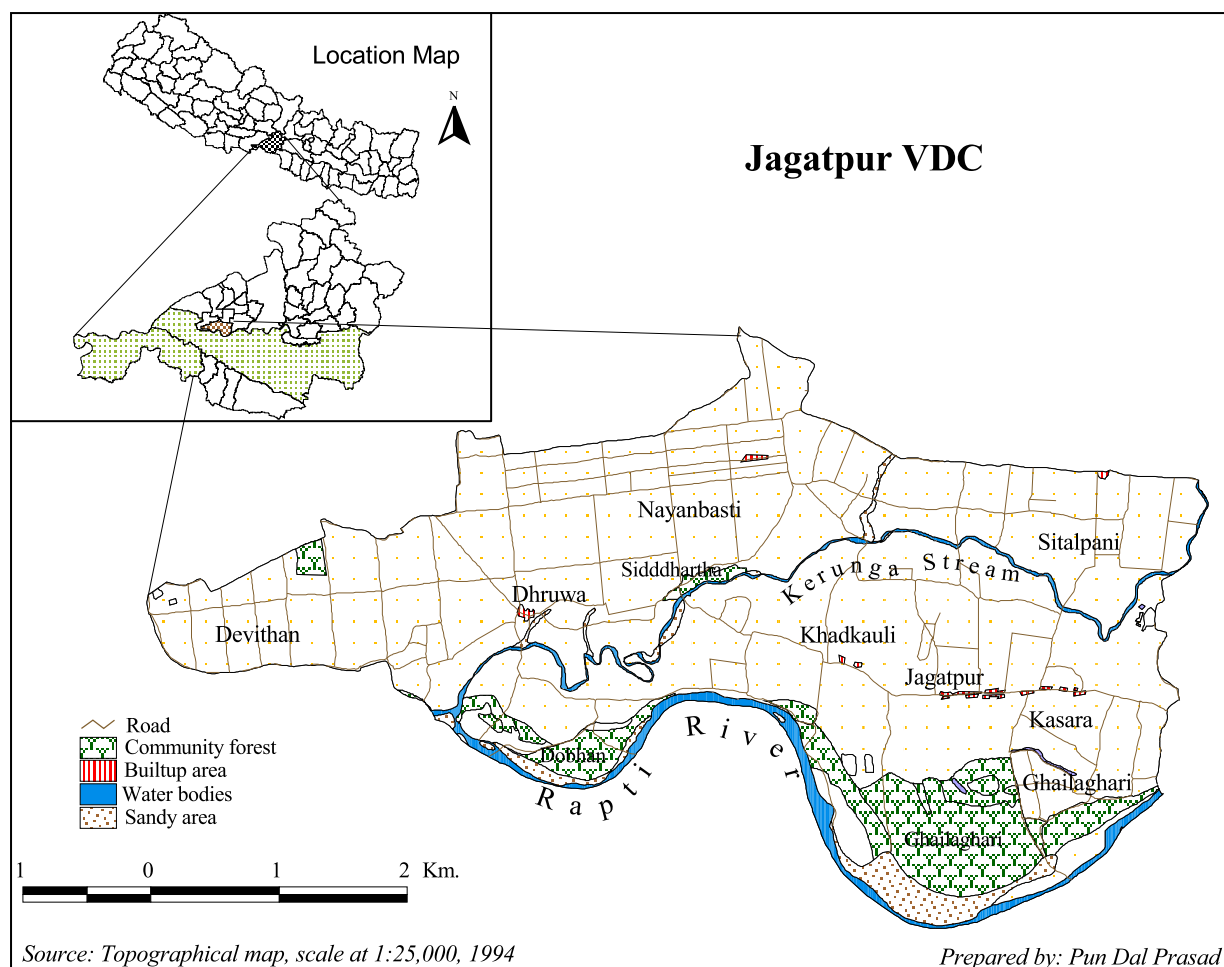 Location Map
N
Jagatpur VDC
Nayanbasti
Sitalpani
Sidddhartha
Kerunga Stream
Dhruwa
Devithan
Khadkauli
Jagatpur
Kasara
Rapti River
Dobhan
Ghailaghari
Ghailaghari
Road
Community forest
Builtup area
Water bodies
Sandy area
1 0 1 2 Km.
Source: Topographical map, scale at 1:25,000, 1994
Prepared by: Pun Dal Prasad